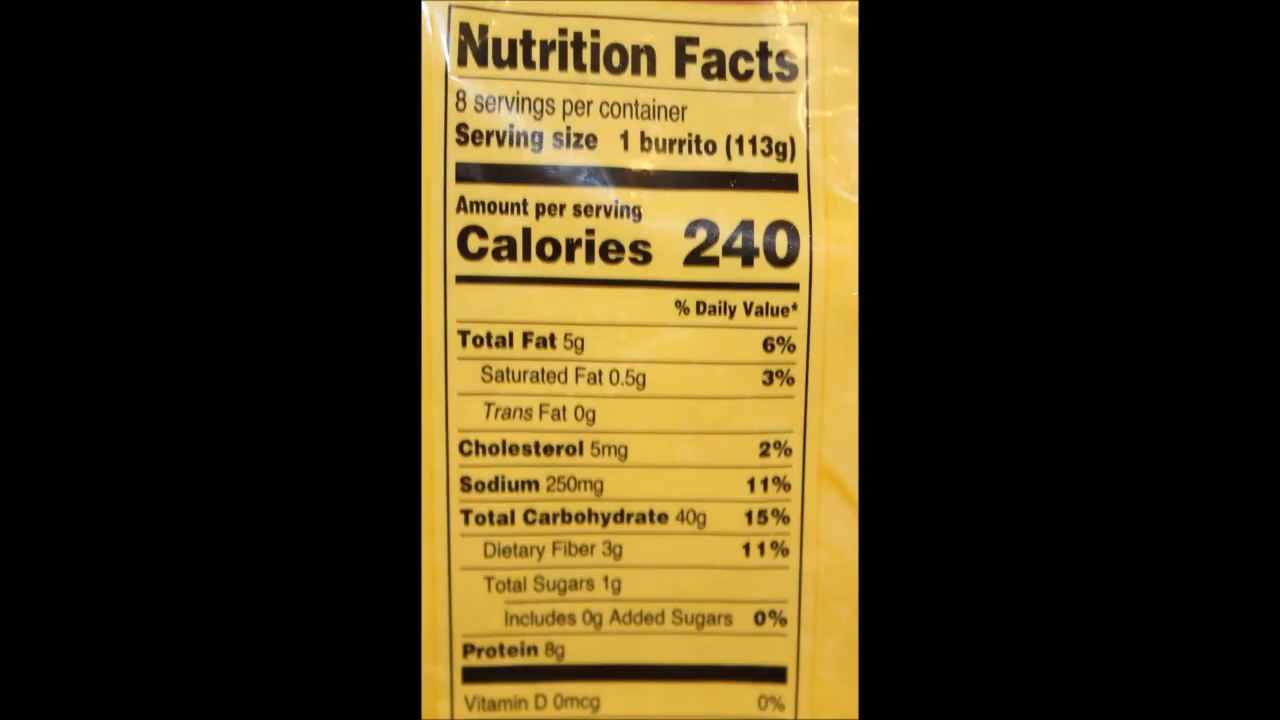 Nutrition Facts
8 servings per container
Serving size 1 burrito (113g)
Amount per serving
Calories 240
% Daily Value*
Total Fat 5g 6%
Saturated Fat 0.5g 3%
Trans Fat 0g
Cholesterol 5mg 2%
Sodium 250mg 11%
Total Carbohydrate 40g 15%
Dietary Fiber 3g 11%
Total Sugars 1g
Includes 0g Added Sugars 0%
Protein 8g
Vitamin D 0mcg 0%